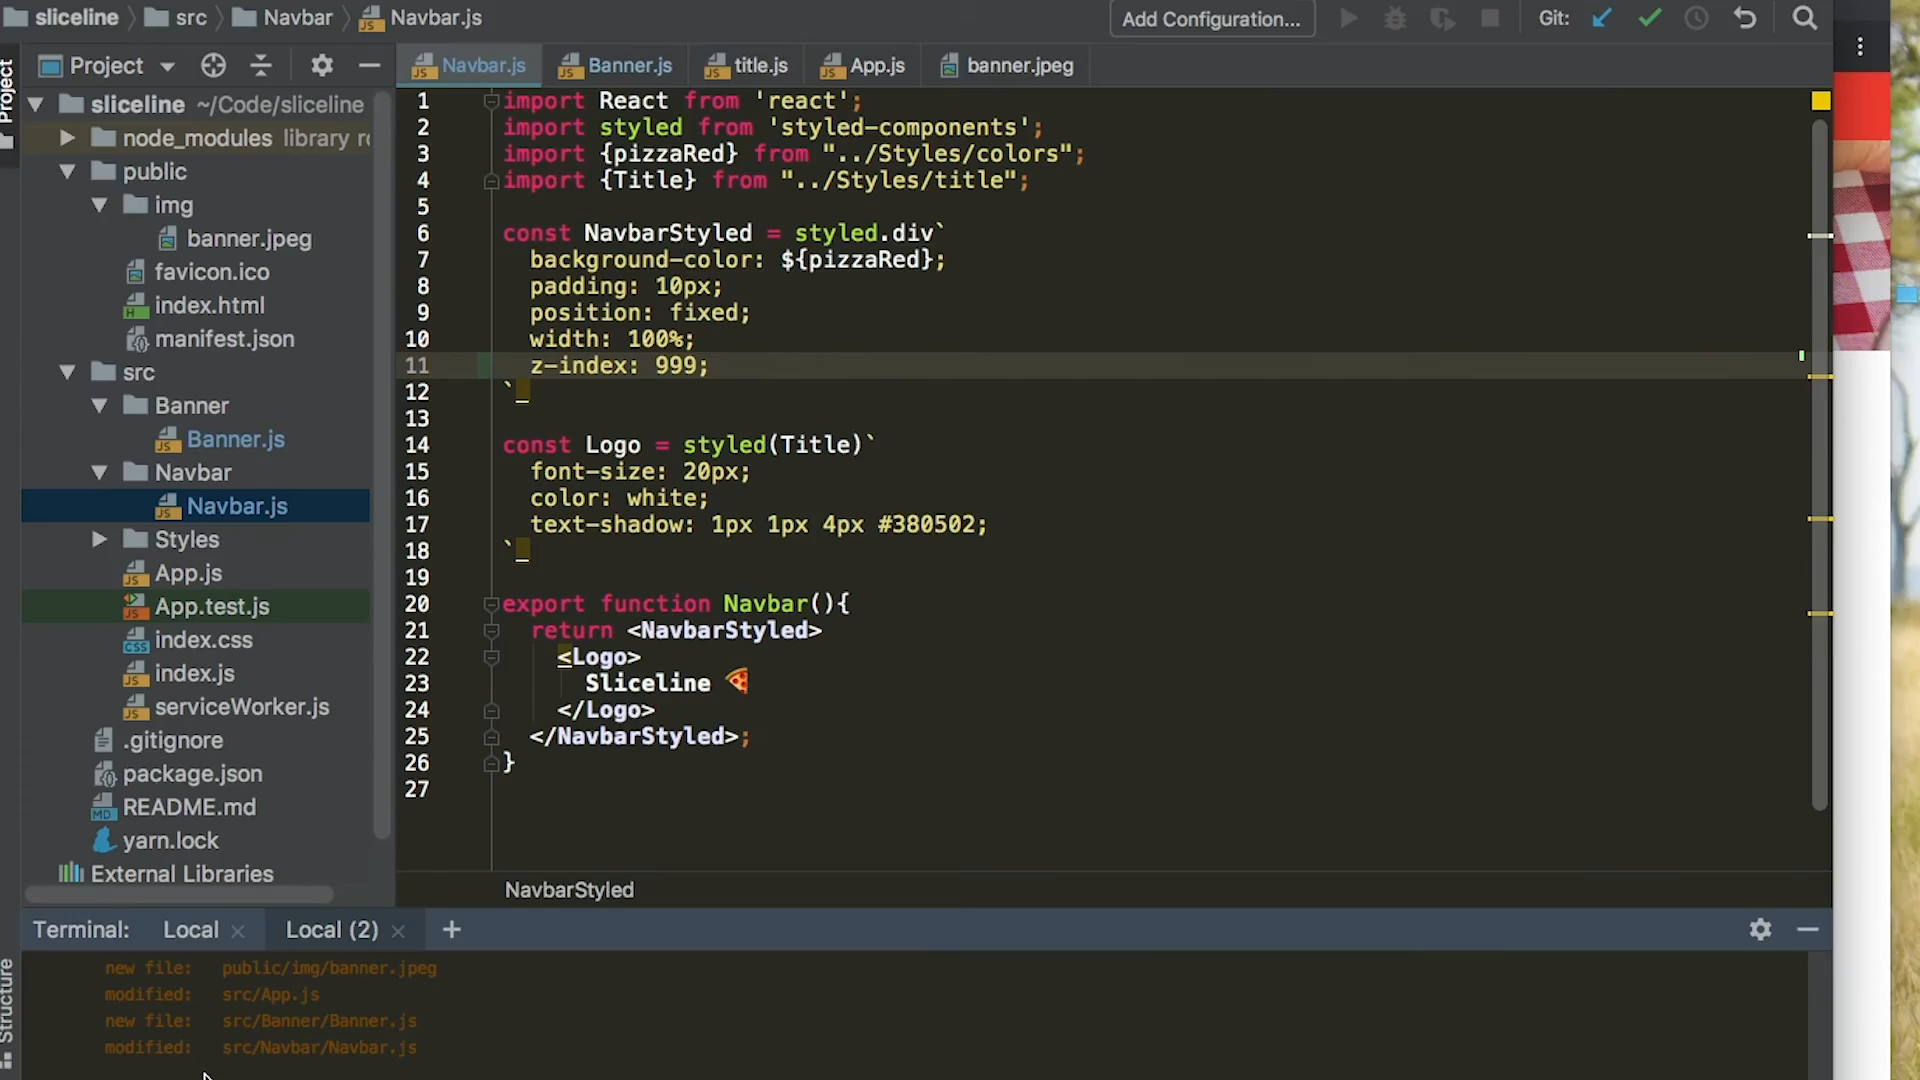 sliceline
src
Navbar
Navbar.js
Add Configuration...
Git:
Project
Project
Navbar.js
Banner.js
title.js
App.js
banner.jpeg
sliceline ~/Code/sliceline
node_modules library r
public
img
banner.jpeg
favicon.ico
index.html
manifest.json
src
Banner
Banner.js
Navbar
Navbar.js
Styles
App.js
App.test.js
index.css
index.js
serviceWorker.js
.gitignore
package.json
README.md
yarn.lock
External Libraries
1 import React from 'react';
2 import styled from 'styled-components';
3 import {pizzaRed} from "../Styles/colors";
4 import {Title} from "../Styles/title";
5
6 const NavbarStyled = styled.div`
7 background-color: ${pizzaRed};
8 padding: 10px;
9 position: fixed;
10 width: 100%;
11 z-index: 999;
12 `
13
14 const Logo = styled(Title)`
15 font-size: 20px;
16 color: white;
17 text-shadow: 1px 1px 4px #380502;
18 `
19
20 export function Navbar(){
21 return <NavbarStyled>
22 <Logo>
23 Sliceline 🍕
24 </Logo>
25 </NavbarStyled>;
26 }
27
NavbarStyled
Terminal: Local × Local (2) × +
new file: public/img/banner.jpeg
modified: src/App.js
new file: src/Banner/Banner.js
modified: src/Navbar/Navbar.js
Structure